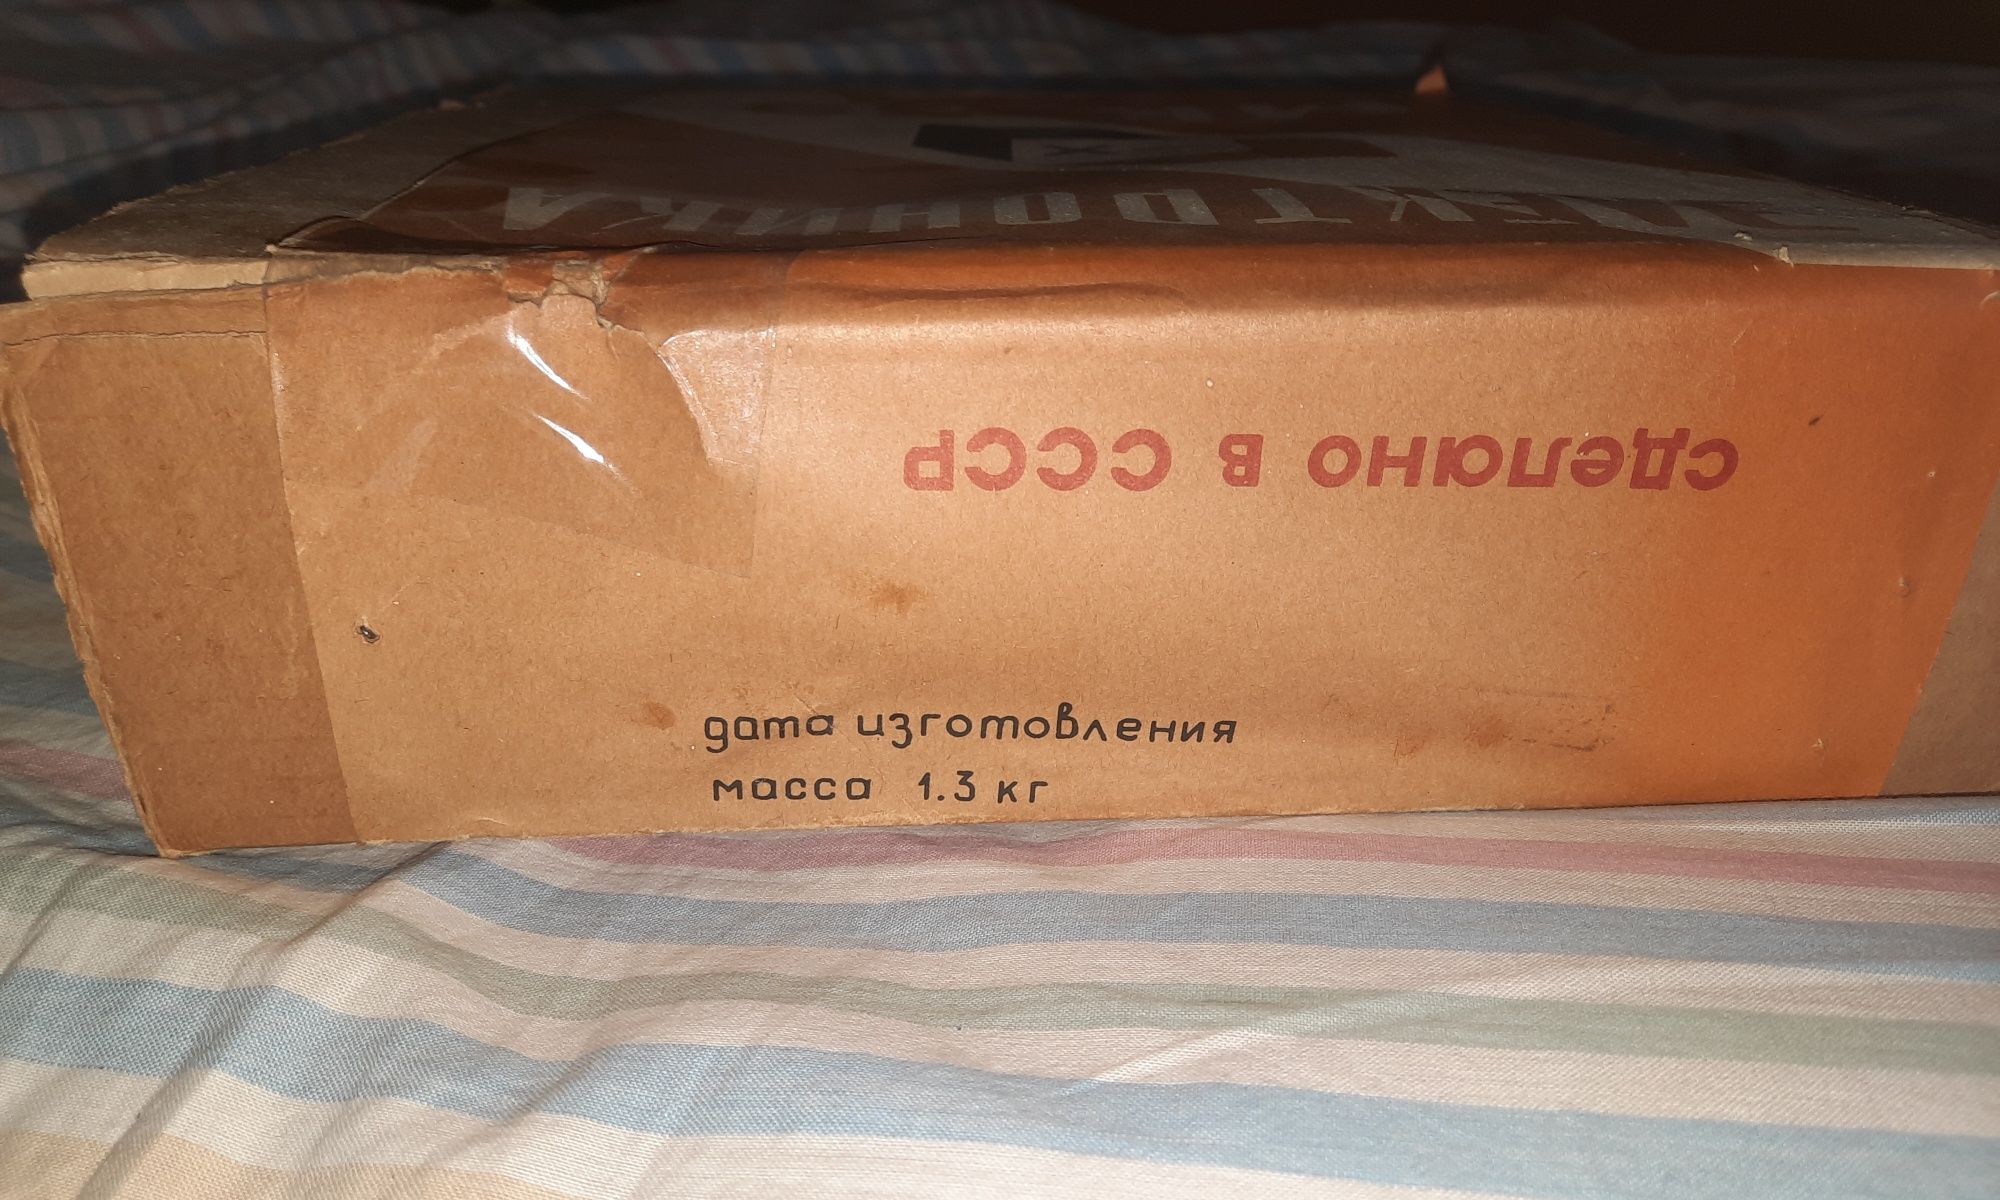 ЭЛЕКТРОНИКА
сделано в СССР
дата изготовления
масса 1.3 кг